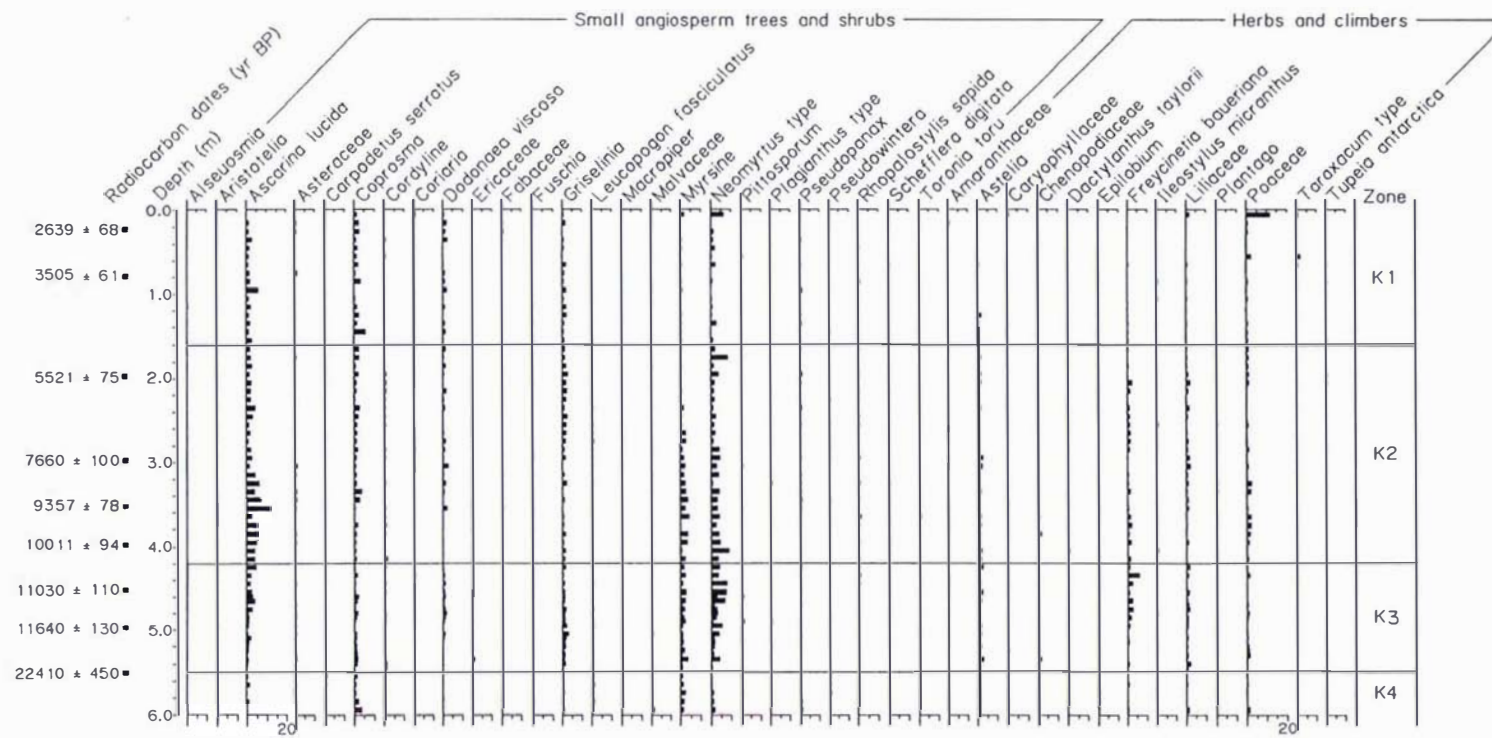 Small angiosperm trees and shrubs
Herbs and climbers
Radiocarbon dates (yr BP)
Depth (m)
Alseuosmia
Aristotelia
Ascarina lucida
Asteraceae
Carpodetus serratus
Coprosma
Cordyline
Coriaria
Dodonaea viscosa
Ericaceae
Fabaceae
Fuschia
Griselinia
Leucopogon fasciculatus
Macropiper
Malvaceae
Myrsine
Neomyrtus type
Pittosporum
Plagianthus type
Pseudopanax
Pseudowintera
Rhopalostylis sapida
Schefflera digitata
Toronia toru
Amaranthaceae
Astelia
Caryophyllaceae
Chenopodiaceae
Dactylanthus taylorii
Epilobium
Freycinetia baueriana
Ileostylus micranthus
Liliaceae
Plantago
Poaceae
Taraxacum type
Tupeia antarctica
Zone
0.0
2639 ± 68
3505 ± 61
1.0
K1
5521 ± 75
2.0
7660 ± 100
3.0
K2
9357 ± 78
10011 ± 94
4.0
11030 ± 110
K3
11640 ± 130
5.0
22410 ± 450
K4
6.0
20
20